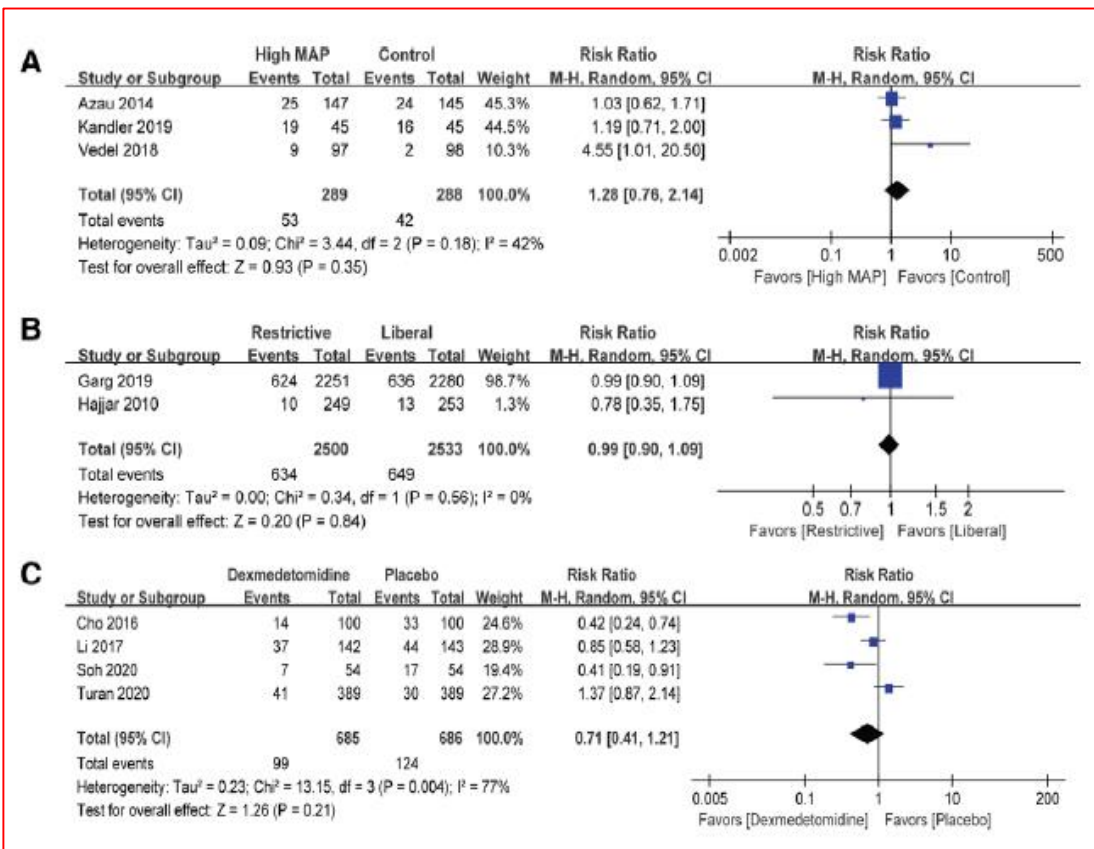 A
High MAP Control Risk Ratio Risk Ratio
Study or Subgroup Events Total Events Total Weight M-H, Random, 95% CI M-H, Random, 95% CI
Azau 2014 25 147 24 145 45.3% 1.03 [0.62, 1.71]
Kandler 2019 19 45 16 45 44.5% 1.19 [0.71, 2.00]
Vedel 2018 9 97 2 98 10.3% 4.55 [1.01, 20.50]
Total (95% CI) 289 288 100.0% 1.28 [0.76, 2.14]
Total events 53 42
Heterogeneity: Tau² = 0.09; Chi² = 3.44, df = 2 (P = 0.18); I² = 42%
Test for overall effect: Z = 0.93 (P = 0.35)
0.002 0.1 1 10 500
Favors [High MAP] Favors [Control]
B
Restrictive Liberal Risk Ratio Risk Ratio
Study or Subgroup Events Total Events Total Weight M-H, Random, 95% CI M-H, Random, 95% CI
Garg 2019 624 2251 636 2280 98.7% 0.99 [0.90, 1.09]
Hajjar 2010 10 249 13 253 1.3% 0.78 [0.35, 1.75]
Total (95% CI) 2500 2533 100.0% 0.99 [0.90, 1.09]
Total events 634 649
Heterogeneity: Tau² = 0.00; Chi² = 0.34, df = 1 (P = 0.56); I² = 0%
Test for overall effect: Z = 0.20 (P = 0.84)
0.5 0.7 1 1.5 2
Favors [Restrictive] Favors [Liberal]
C
Dexmedetomidine Placebo Risk Ratio Risk Ratio
Study or Subgroup Events Total Events Total Weight M-H, Random, 95% CI M-H, Random, 95% CI
Cho 2016 14 100 33 100 24.6% 0.42 [0.24, 0.74]
Li 2017 37 142 44 143 28.9% 0.85 [0.58, 1.23]
Soh 2020 7 54 17 54 19.4% 0.41 [0.19, 0.91]
Turan 2020 41 389 30 389 27.2% 1.37 [0.87, 2.14]
Total (95% CI) 685 686 100.0% 0.71 [0.41, 1.21]
Total events 99 124
Heterogeneity: Tau² = 0.23; Chi² = 13.15, df = 3 (P = 0.004); I² = 77%
Test for overall effect: Z = 1.26 (P = 0.21)
0.005 0.1 1 10 200
Favors [Dexmedetomidine] Favors [Placebo]